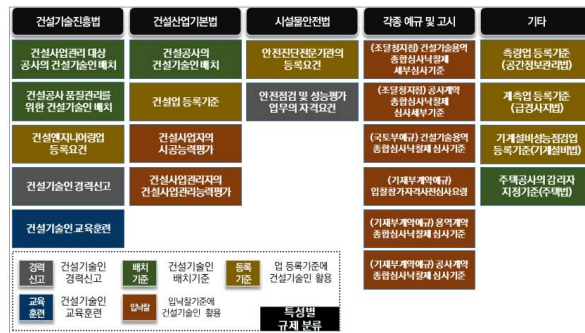 건설기술진흥법
건설사업관리 대상
공사의 건설기술인 배치
건설공사 품질관리를
위한 건설기술인 배치
건설엔지니어링업
등록요건
건설기술인 경력신고
건설기술인 교육훈련
건설산업기본법
건설공사의
건설기술인 배치
건설업 등록기준
건설사업자의
시공능력평가
건설사업관리자의
건설사업관리능력평가
시설물안전법
안전진단전문기관의
등록요건
안전점검 및 성능평가
업무의 자격요건
각종 예규 및 고시
(조달청지침) 건설기술용역
종합심사낙찰제
세부심사기준
(조달청지침) 공사계약
종합심사낙찰제
심사세부기준
(국토부예규) 건설기술용역
종합심사낙찰제 심사기준
(기재부계약예규)
입찰참가자격사전심사요령
(기재부계약예규) 용역계약
종합심사낙찰제 심사기준
(기재부계약예규) 공사계약
종합심사낙찰제 심사기준
기타
측량업 등록기준
(공간정보관리법)
계측업 등록기준
(급경사지법)
기계설비성능점검업
등록기준(기계설비법)
주택공사의 감리자
지정기준(주택법)
경력
신고
건설기술인
경력신고
배치
기준
건설기술인
배치기준
등록
기준
업 등록기준에
건설기술인 활용
교육
훈련
건설기술인
교육훈련
입낙찰
입낙찰기준에
건설기술인 활용
특성별
규제 분류